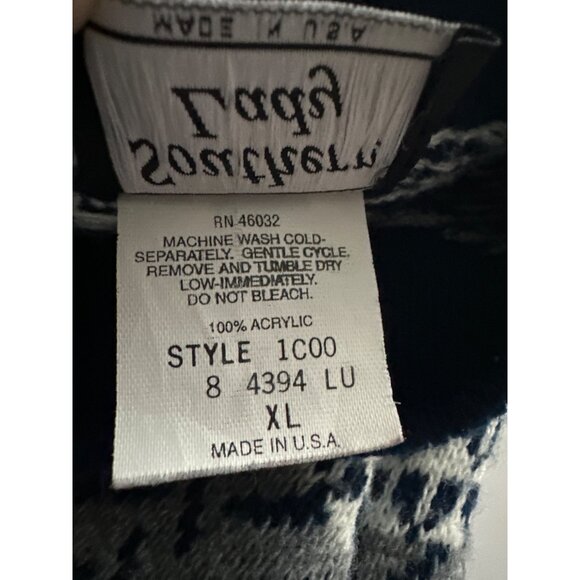 Southern
Lady
MADE IN U.S.A
RN 46032
MACHINE WASH COLD-
SEPARATELY. GENTLE CYCLE.
REMOVE AND TUMBLE DRY
LOW-IMMEDIATELY.
DO NOT BLEACH.
100% ACRYLIC
STYLE 1C00
8 4394 LU
XL
MADE IN U.S.A.